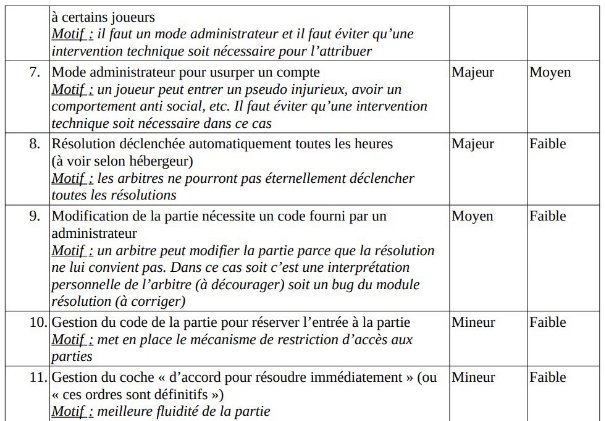 à certains joueurs
Motif : il faut un mode administrateur et il faut éviter qu’une
intervention technique soit nécessaire pour l’attribuer
7. Mode administrateur pour usurper un compte Majeur Moyen
Motif : un joueur peut entrer un pseudo injurieux, avoir un
comportement anti social, etc. Il faut éviter qu’une intervention
technique soit nécessaire dans ce cas
8. Résolution déclenchée automatiquement toutes les heures Majeur Faible
(à voir selon hébergeur)
Motif : les arbitres ne pourront pas éternellement déclencher
toutes les résolutions
9. Modification de la partie nécessite un code fourni par un Moyen Faible
administrateur
Motif : un arbitre peut modifier la partie parce que la résolution
ne lui convient pas. Dans ce cas soit c’est une interprétation
personnelle de l’arbitre (à décourager) soit un bug du module
résolution (à corriger)
10. Gestion du code de la partie pour réserver l’entrée à la partie Mineur Faible
Motif : met en place le mécanisme de restriction d’accès aux
parties
11. Gestion du coche « d’accord pour résoudre immédiatement » (ou Mineur Faible
« ces ordres sont définitifs »)
Motif : meilleure fluidité de la partie